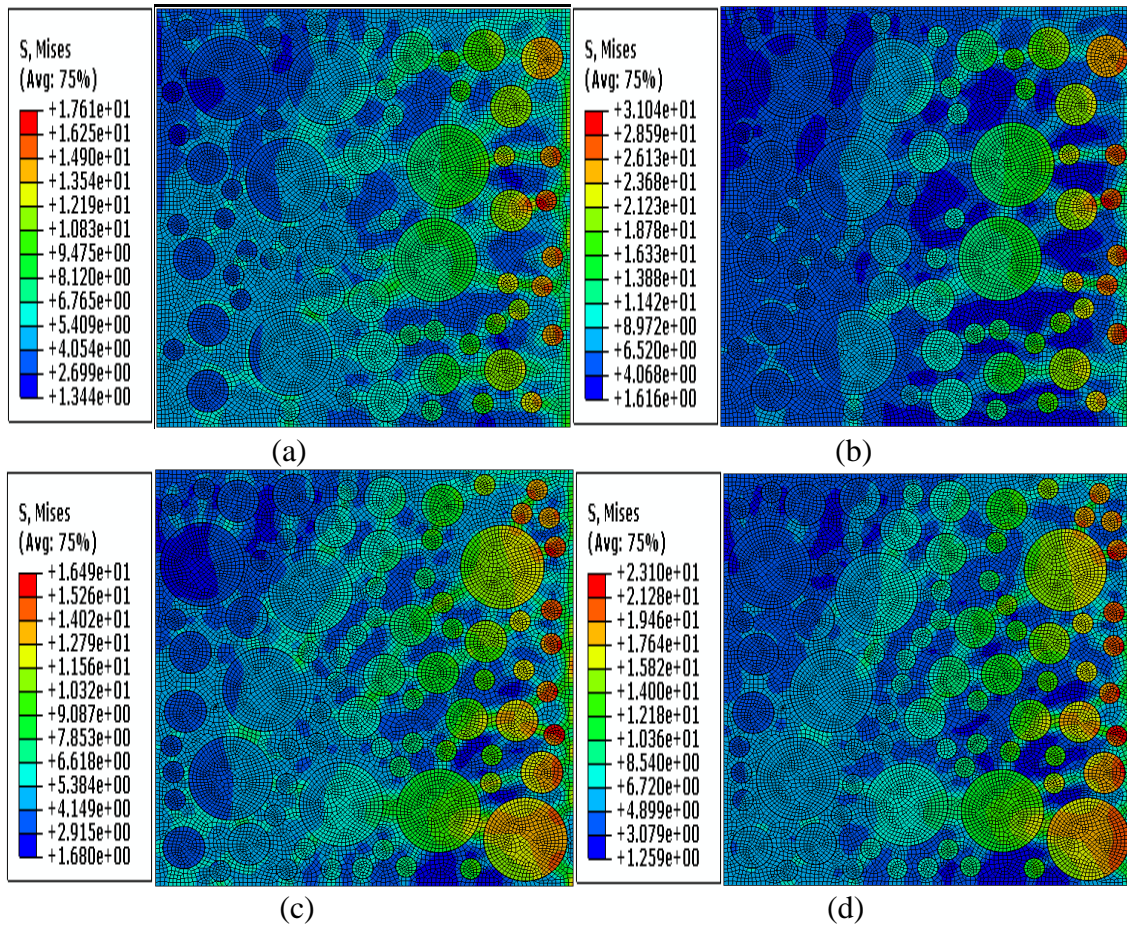 S, Mises
(Avg: 75%)
+1.761e+01
+1.625e+01
+1.490e+01
+1.354e+01
+1.219e+01
+1.083e+01
+9.475e+00
+8.120e+00
+6.765e+00
+5.409e+00
+4.054e+00
+2.699e+00
+1.344e+00
(a)
S, Mises
(Avg: 75%)
+3.104e+01
+2.859e+01
+2.613e+01
+2.368e+01
+2.123e+01
+1.878e+01
+1.633e+01
+1.388e+01
+1.142e+01
+8.972e+00
+6.520e+00
+4.068e+00
+1.616e+00
(b)
S, Mises
(Avg: 75%)
+1.649e+01
+1.526e+01
+1.402e+01
+1.279e+01
+1.156e+01
+1.032e+01
+9.087e+00
+7.853e+00
+6.618e+00
+5.384e+00
+4.149e+00
+2.915e+00
+1.680e+00
(c)
S, Mises
(Avg: 75%)
+2.310e+01
+2.128e+01
+1.946e+01
+1.764e+01
+1.582e+01
+1.400e+01
+1.218e+01
+1.036e+01
+8.540e+00
+6.720e+00
+4.899e+00
+3.079e+00
+1.259e+00
(d)